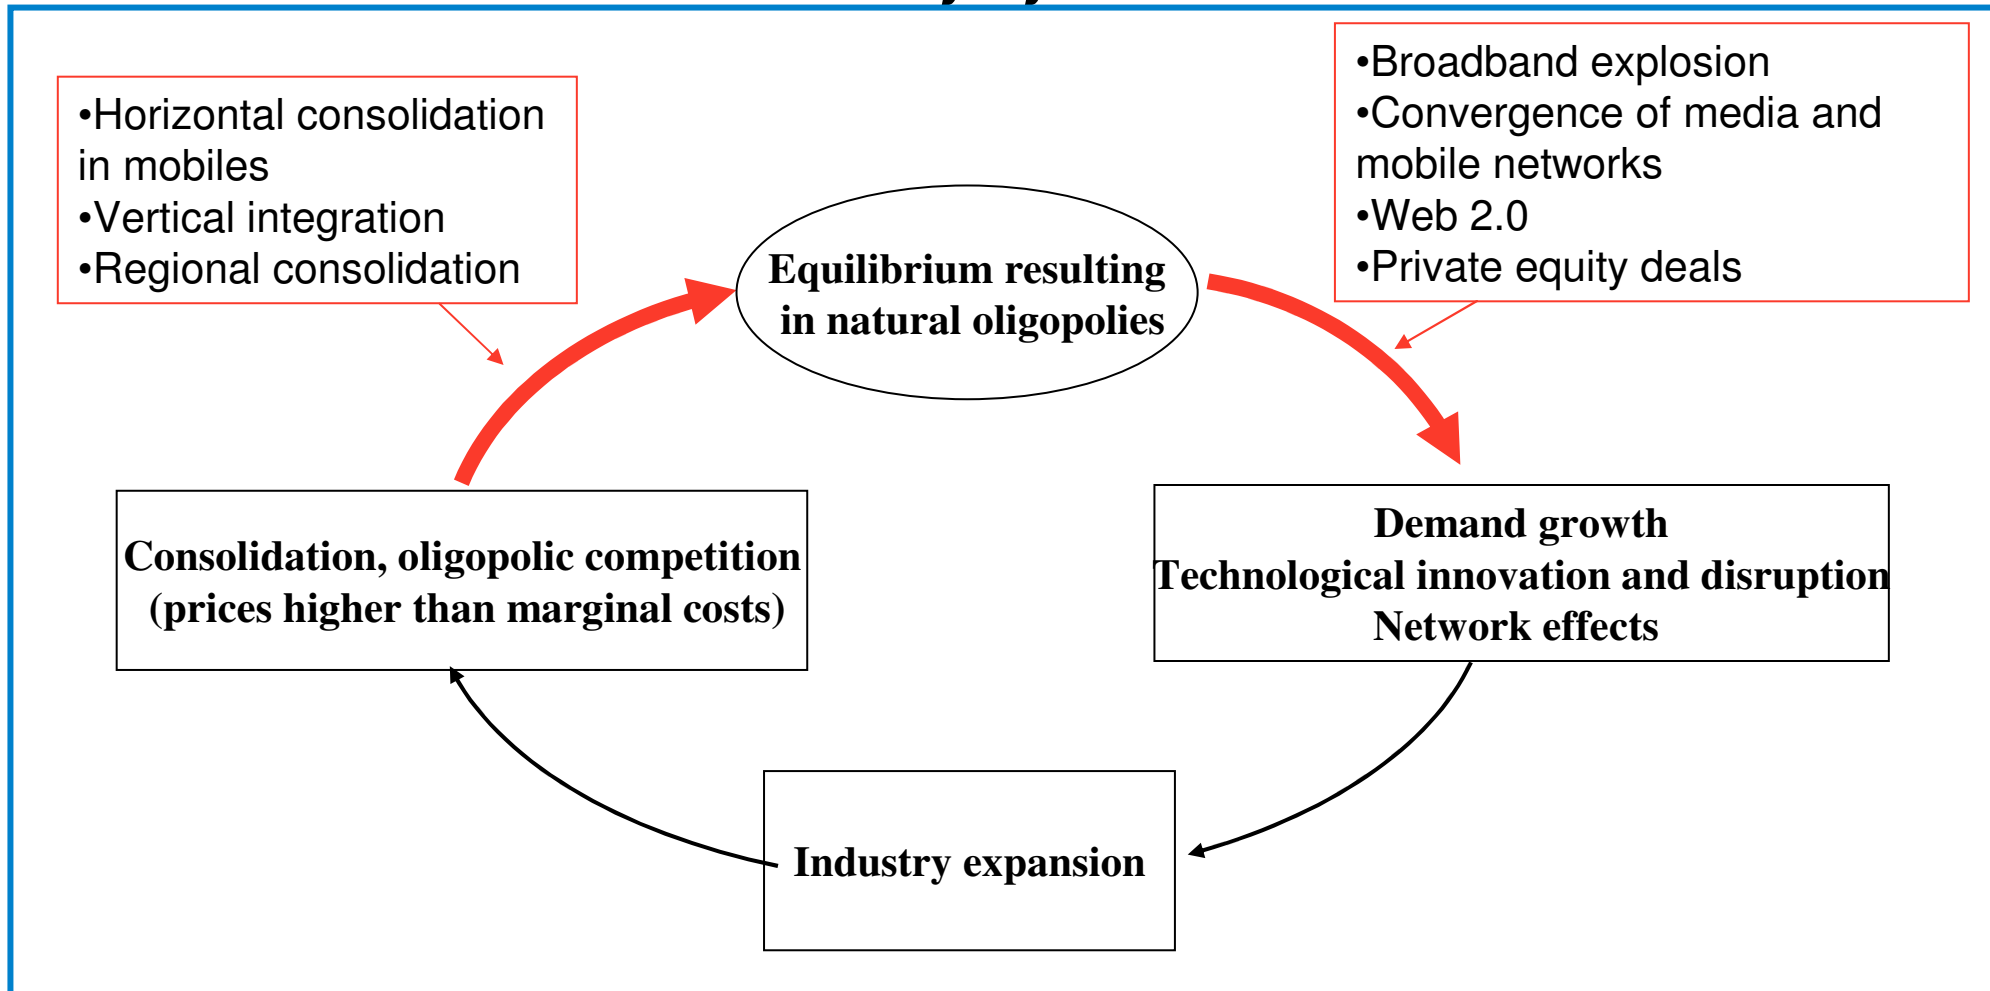 •Horizontal consolidation
in mobiles
•Vertical integration
•Regional consolidation
•Broadband explosion
•Convergence of media and
mobile networks
•Web 2.0
•Private equity deals
Equilibrium resulting
in natural oligopolies
Consolidation, oligopolic competition
(prices higher than marginal costs)
Demand growth
Technological innovation and disruption
Network effects
Industry expansion